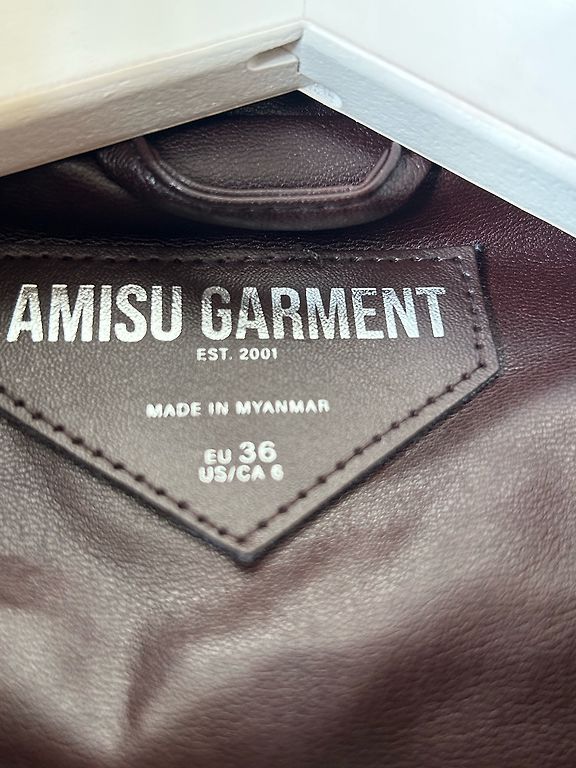 AMISU GARMENT
EST. 2001
MADE IN MYANMAR
EU 36
US/CA 6